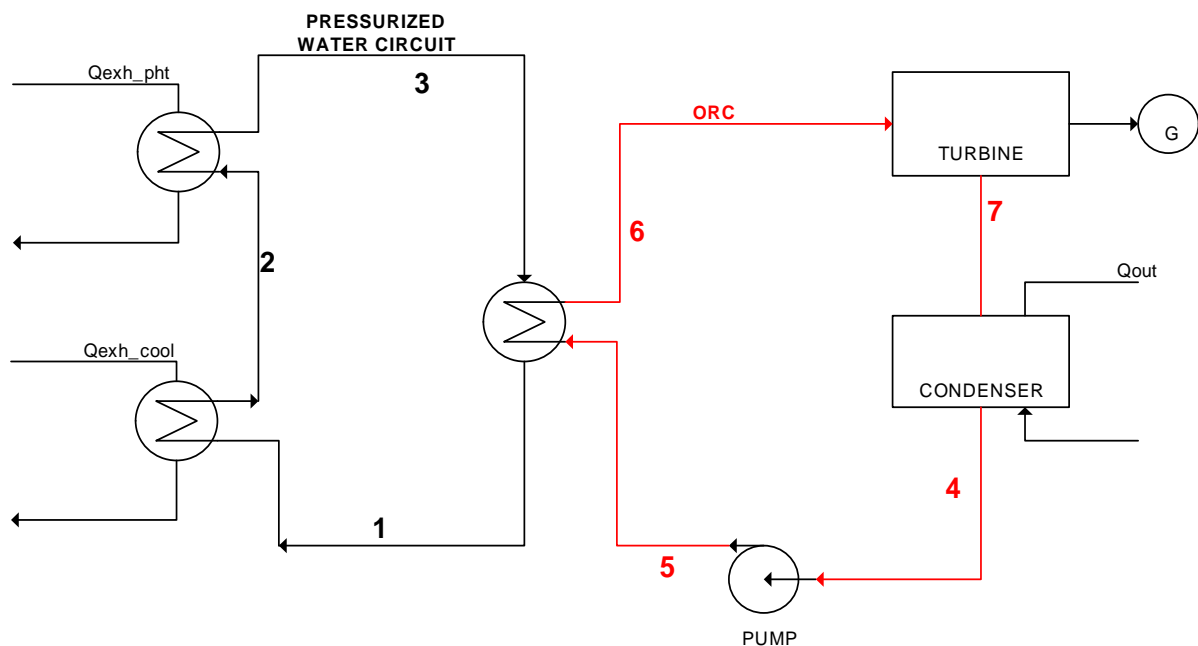 PRESSURIZED
WATER CIRCUIT
Qexh_pht
3
ORC
TURBINE
G
7
6
2
Qout
Qexh_cool
CONDENSER
4
1
5
PUMP